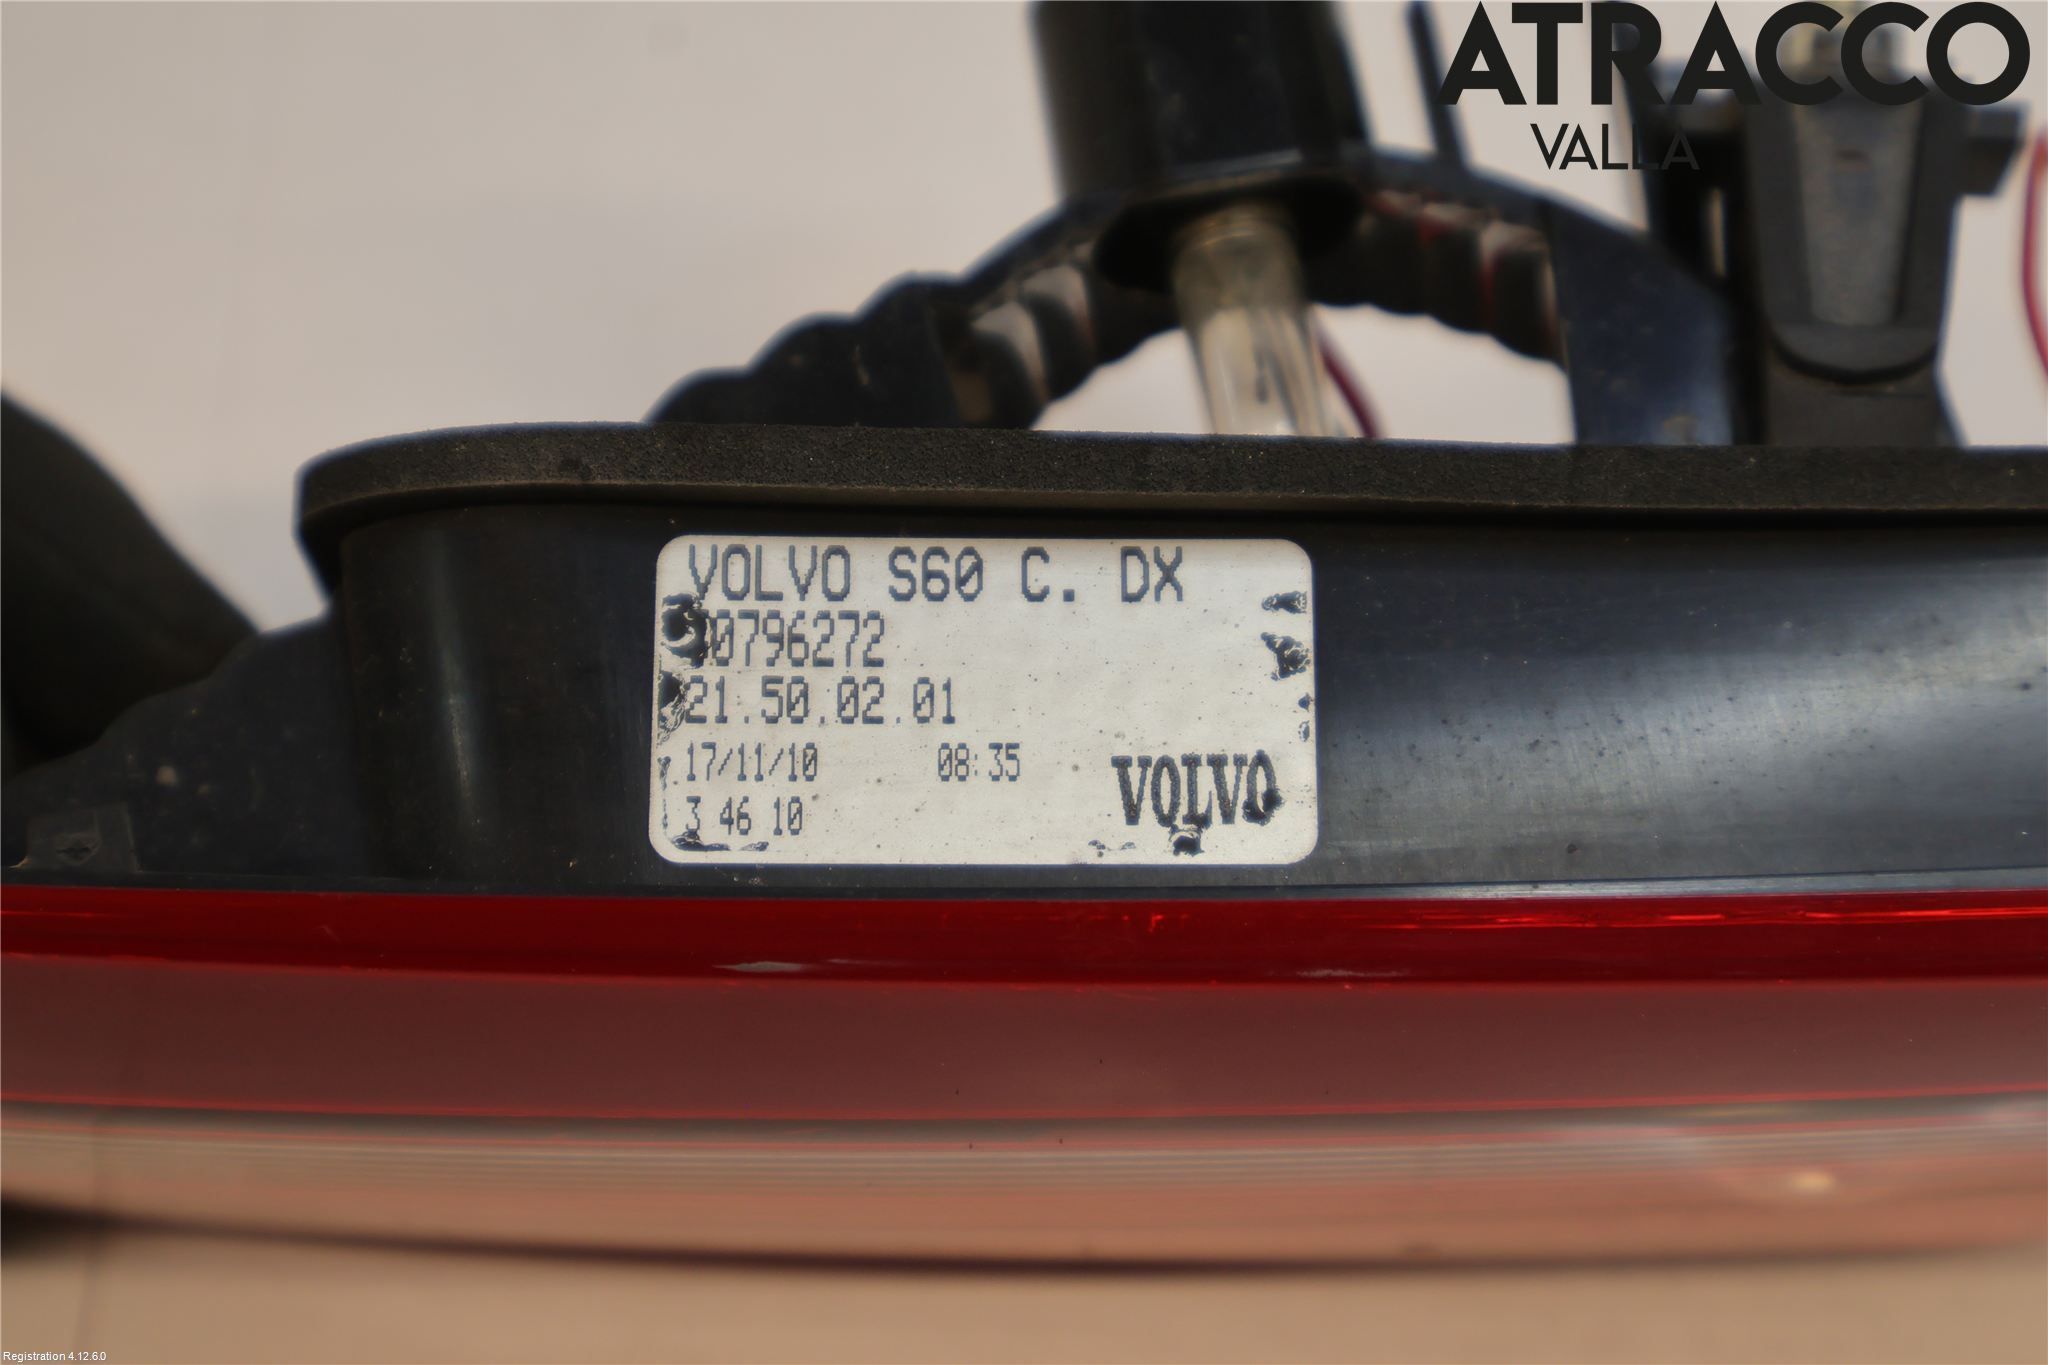 ATRACCO
VALLA
VOLVO S60 C. DX
30796272
21.50.02.01
17/11/10 08:35
3 46 10
VOLVO
Registration 4.12.6.0